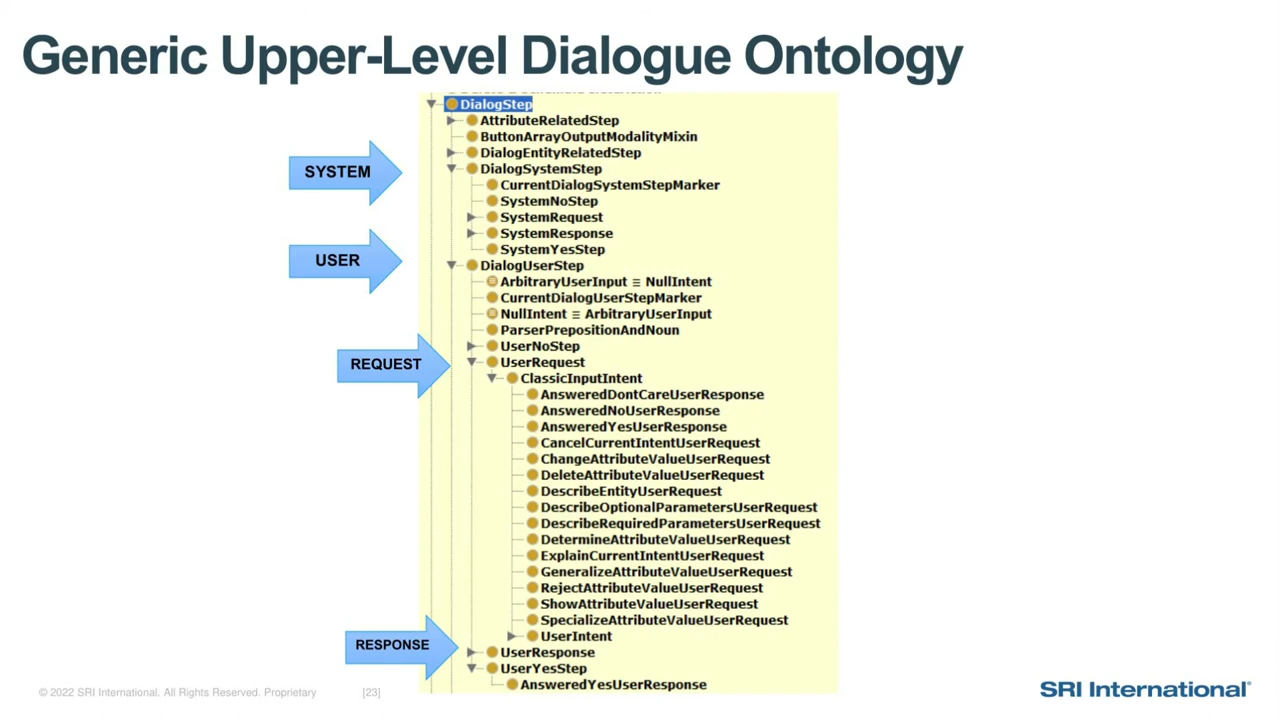 Generic Upper-Level Dialogue Ontology
DialogStep
AttributeRelatedStep
ButtonArrayOutputModalityMixin
DialogEntityRelatedStep
SYSTEM
DialogSystemStep
CurrentDialogSystemStepMarker
SystemNoStep
SystemRequest
SystemResponse
SystemYesStep
USER
DialogUserStep
ArbitraryUserInput ≡ NullIntent
CurrentDialogUserStepMarker
NullIntent ≡ ArbitraryUserInput
ParserPrepositionAndNoun
UserNoStep
REQUEST
UserRequest
ClassicInputIntent
AnsweredDontCareUserResponse
AnsweredNoUserResponse
AnsweredYesUserResponse
CancelCurrentIntentUserRequest
ChangeAttributeValueUserRequest
DeleteAttributeValueUserRequest
DescribeEntityUserRequest
DescribeOptionalParametersUserRequest
DescribeRequiredParametersUserRequest
DetermineAttributeValueUserRequest
ExplainCurrentIntentUserRequest
GeneralizeAttributeValueUserRequest
RejectAttributeValueUserRequest
ShowAttributeValueUserRequest
SpecializeAttributeValueUserRequest
UserIntent
RESPONSE
UserResponse
UserYesStep
AnsweredYesUserResponse
© 2022 SRI International. All Rights Reserved. Proprietary
[23]
SRI International®